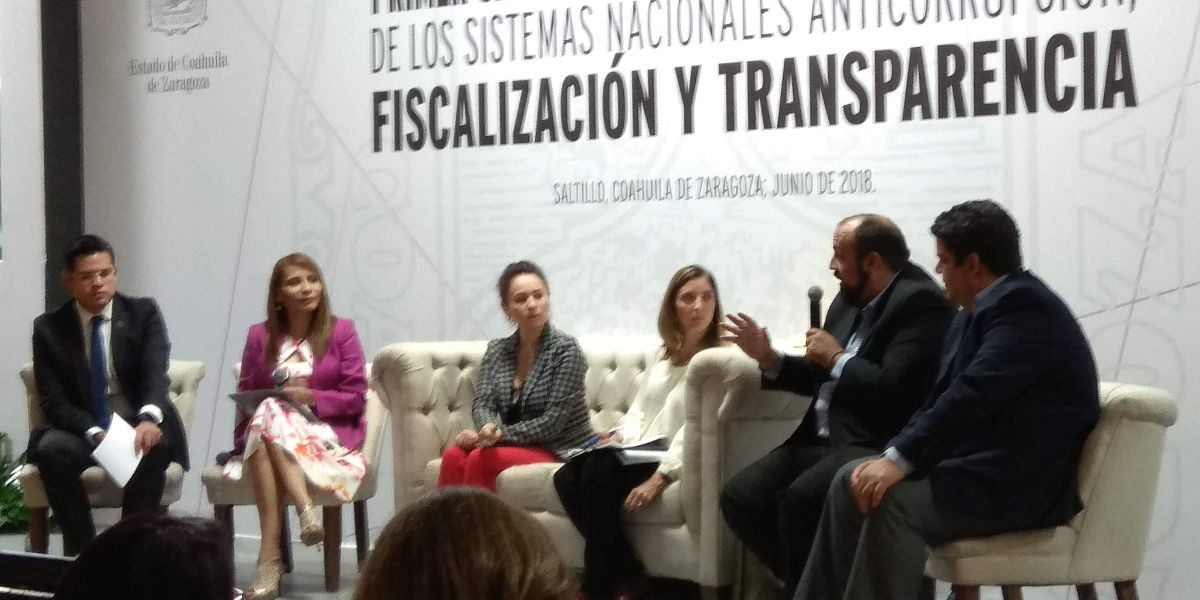 Estado de Coahuila
de Zaragoza
PRIMER
DE LOS SISTEMAS NACIONALES ANTICORRUPCIÓN,
FISCALIZACIÓN Y TRANSPARENCIA
SALTILLO, COAHUILA DE ZARAGOZA; JUNIO DE 2018.